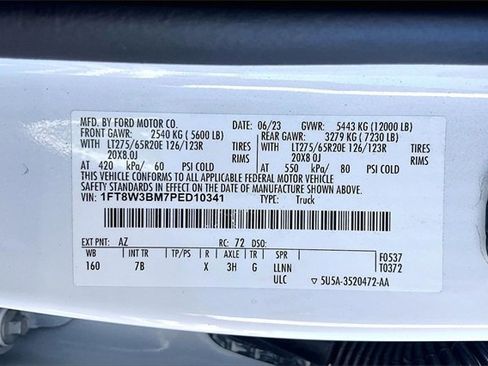 MFD. BY FORD MOTOR CO. 06/23 GVWR: 5443 KG (12000 LB)
FRONT GAWR: 2540 KG ( 5600 LB) REAR GAWR: 3279 KG ( 7230 LB)
WITH LT275/65R20E 126/123R TIRES WITH LT275/65R20E 126/123R TIRES
20X8.0J RIMS 20X8.0J RIMS
AT 420 kPa/ 60 PSI COLD AT 550 kPa/ 80 PSI COLD
THIS VEHICLE CONFORMS TO ALL APPLICABLE FEDERAL MOTOR VEHICLE
SAFETY STANDARDS IN EFFECT ON THE DATE OF MANUFACTURE SHOWN ABOVE.
VIN: 1FT8W3BM7PED10341 TYPE: Truck
EXT PNT: AZ RC: 72 DSO:
WB INT TR TP/PS R AXLE TR SPR F0537
160 7B X 3H G LLNN T0372
ULC ▽ 5U5A-3520472-AA